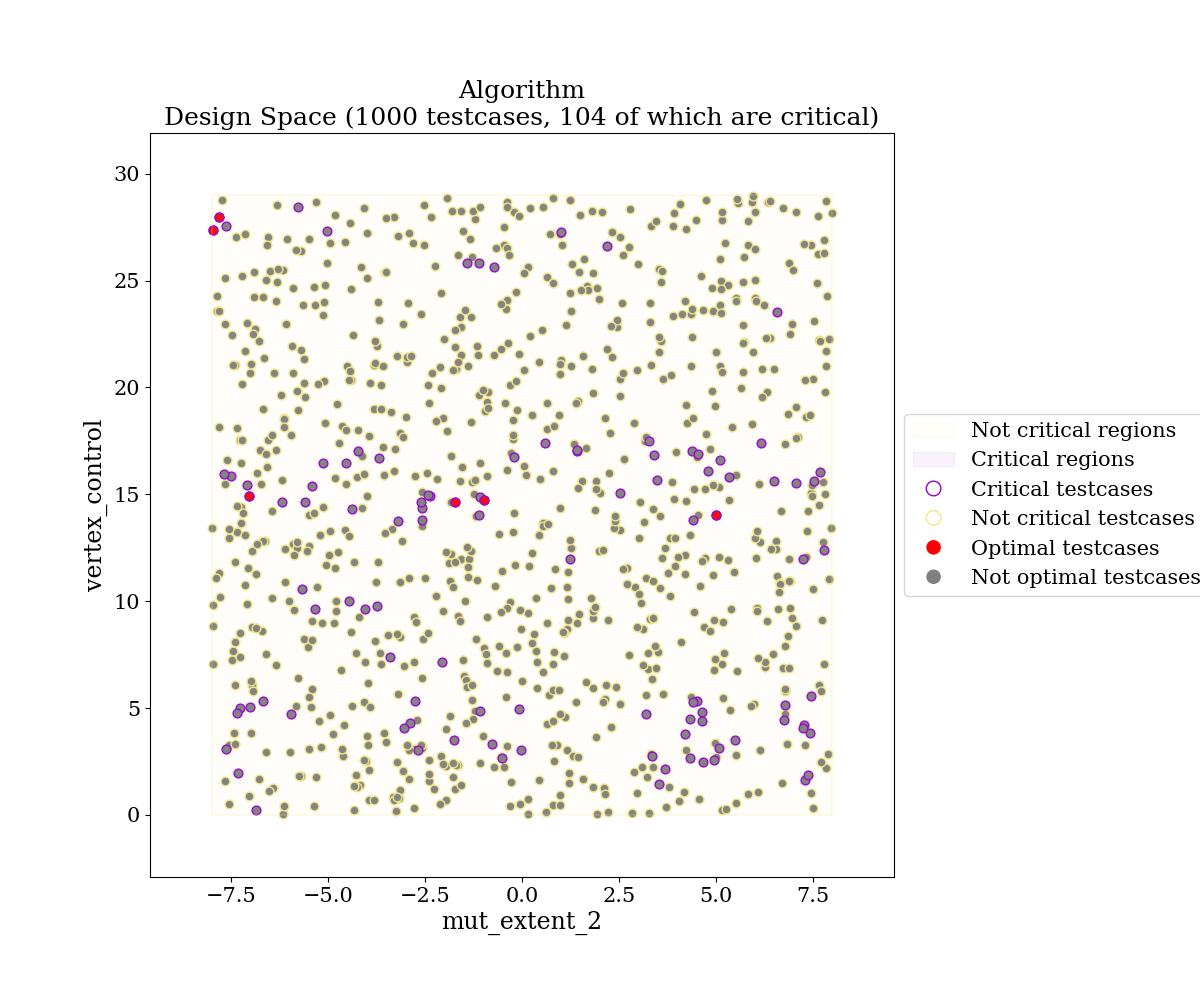 Algorithm
Design Space (1000 testcases, 104 of which are critical)
30
25
20
15
10
5
0
vertex_control
−7.5
−5.0
−2.5
0.0
2.5
5.0
7.5
mut_extent_2
Not critical regions
Critical regions
Critical testcases
Not critical testcases
Optimal testcases
Not optimal testcases